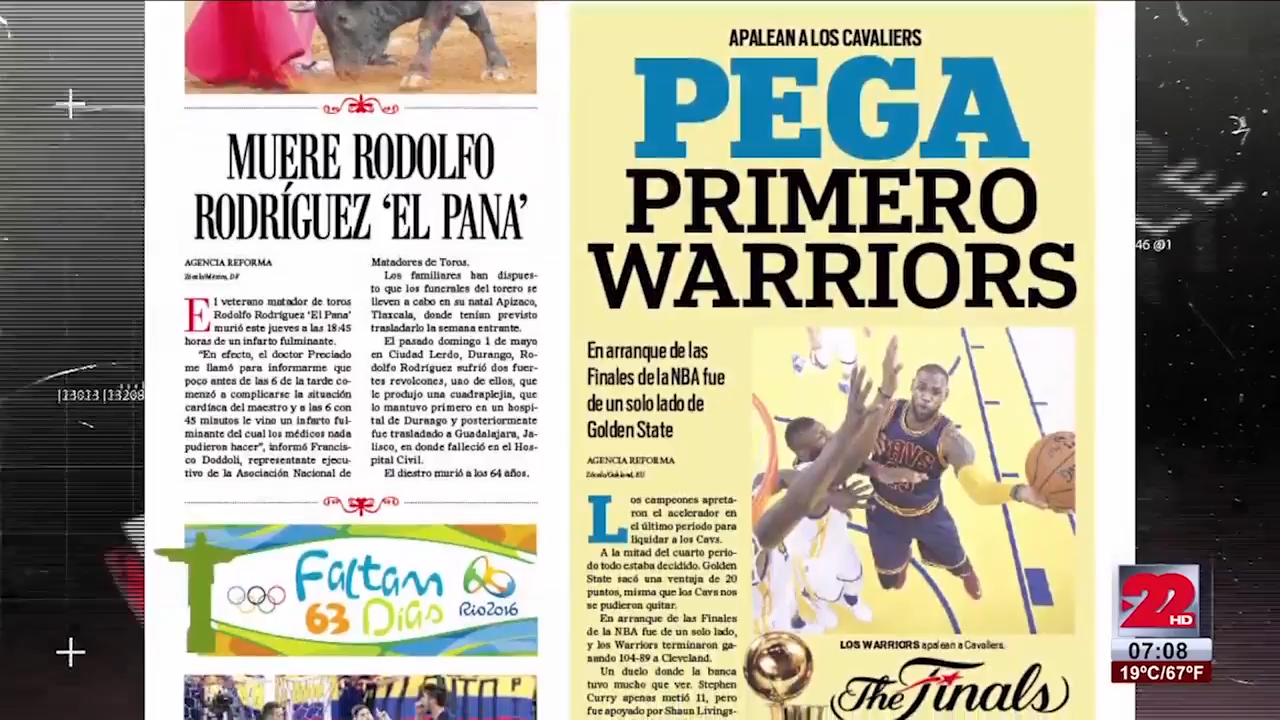 MUERE RODOLFO
RODRÍGUEZ ‘EL PANA’
AGENCIA REFORMA
Zócalo/México, DF
El veterano matador de toros
Rodolfo Rodríguez ‘El Pana’
murió este jueves a las 18:45
horas de un infarto fulminante.
“En efecto, el doctor Preciado
me llamó para informarme que
poco antes de las 6 de la tarde co-
menzó a complicarse la situación
cardíaca del maestro y a las 6 con
45 minutos le vino un infarto ful-
minante del cual los médicos nada
pudieron hacer”, informó Francis-
co Doddoli, representante ejecu-
tivo de la Asociación Nacional de
Matadores de Toros.
Los familiares han dispues-
to que los funerales del torero se
lleven a cabo en su natal Apizaco,
Tlaxcala, donde tenían previsto
trasladarlo la semana entrante.
El pasado domingo 1 de mayo
en Ciudad Lerdo, Durango, Ro-
dolfo Rodríguez sufrió dos fuer-
tes revolcones, uno de ellos, que
le produjo una cuadraplejia, que
lo mantuvo primero en un hospi-
tal de Durango y posteriormente
fue trasladado a Guadalajara, Ja-
lisco, en donde falleció en el Hos-
pital Civil.
El diestro murió a los 64 años.
Faltan
63 Días
Rio2016
APALEAN A LOS CAVALIERS
PEGA
PRIMERO
WARRIORS
En arranque de las
Finales de la NBA fue
de un solo lado de
Golden State
AGENCIA REFORMA
Zócalo/Oakland, EU
Los campeones apreta-
ron el acelerador en
el último periodo para
liquidar a los Cavs.
A la mitad del cuarto perio-
do todo estaba decidido. Golden
State sacó una ventaja de 20
puntos, misma que los Cavs nos
se pudieron quitar.
En arranque de las Finales
de la NBA fue de un solo lado,
y los Warriors terminaron ga-
nando 104-89 a Cleveland.
Un duelo donde la banca
tuvo mucho que ver. Stephen
Curry apenas metió 11, pero
fue apoyado por Shaun Livings-
CAVS
LOS WARRIORS apalean a Cavaliers.
The Finals
46 @1
|13013 |13208
22
HD
07:08
19°C/67°F